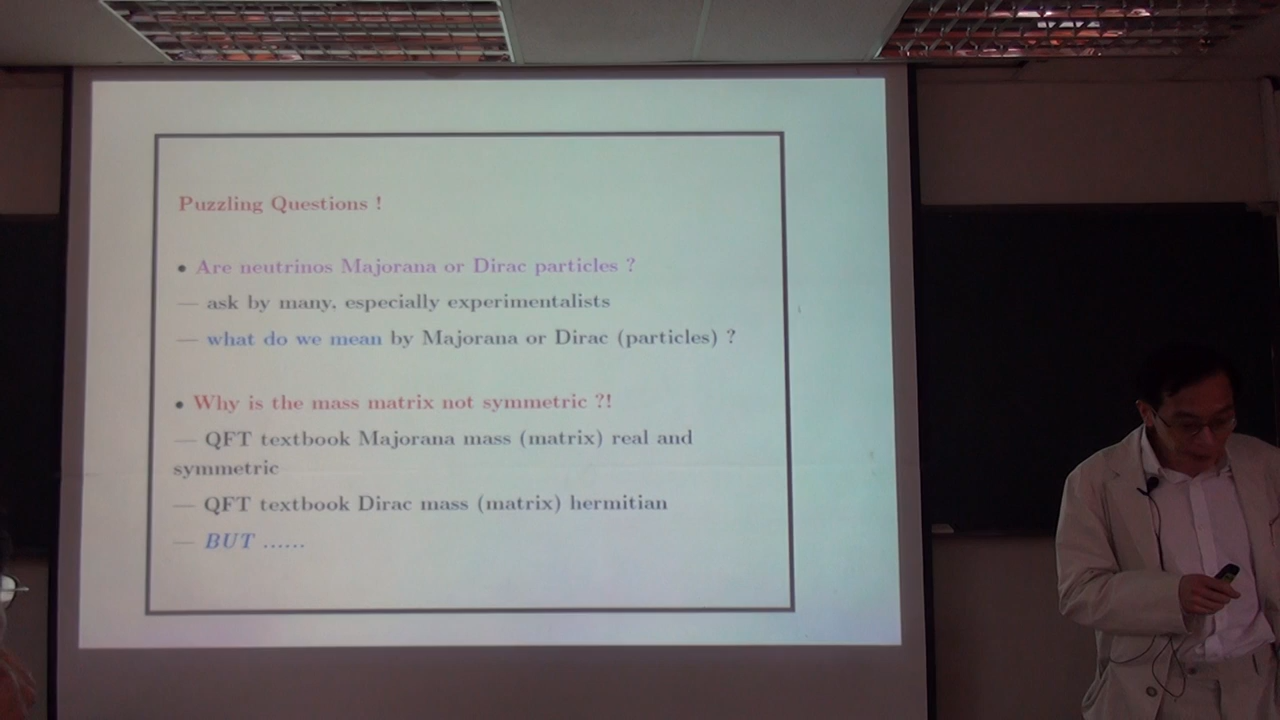 Puzzling Questions !
• Are neutrinos Majorana or Dirac particles ?
— ask by many, especially experimentalists
— what do we mean by Majorana or Dirac (particles) ?
• Why is the mass matrix not symmetric ?!
— QFT textbook Majorana mass (matrix) real and
symmetric
— QFT textbook Dirac mass (matrix) hermitian
— BUT ......